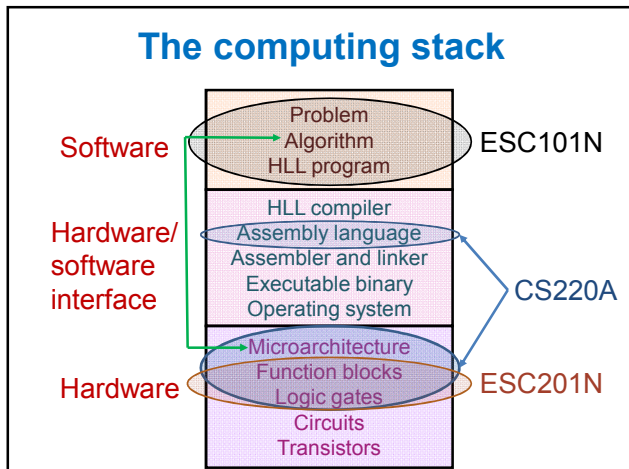 The computing stack
Problem
Algorithm
HLL program
Software
ESC101N
HLL compiler
Assembly language
Assembler and linker
Executable binary
Operating system
Hardware/
software
interface
CS220A
Microarchitecture
Function blocks
Logic gates
Circuits
Transistors
Hardware
ESC201N